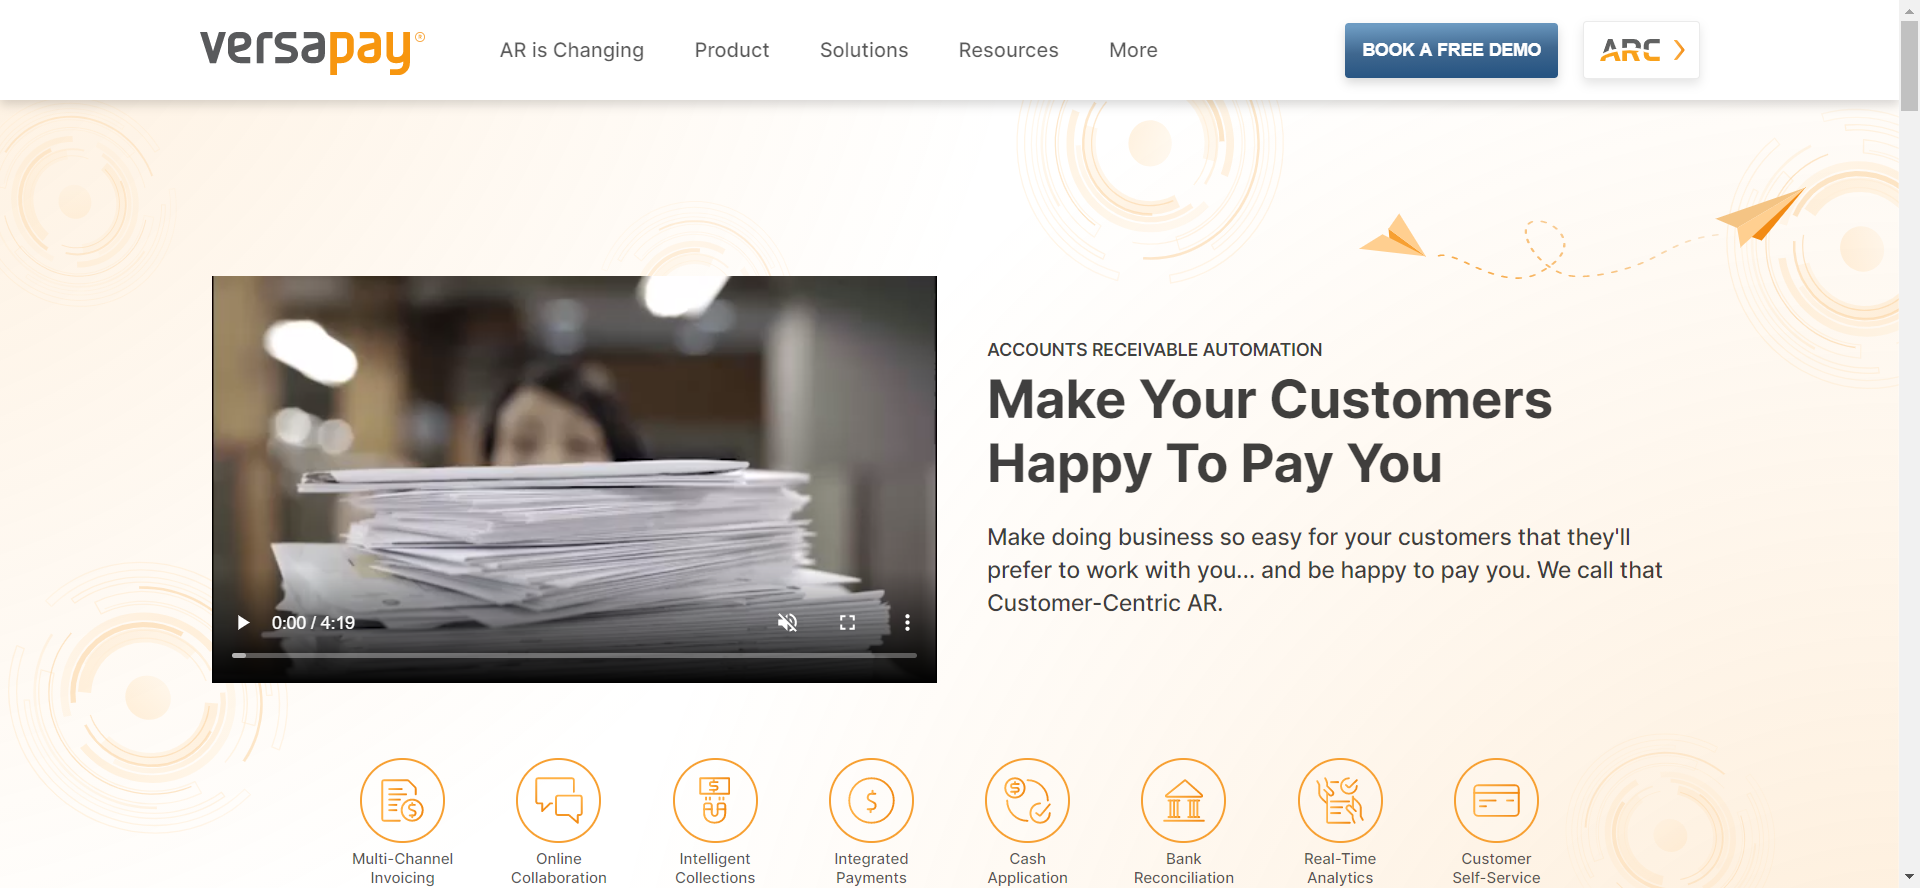 versapay®
AR is Changing
Product
Solutions
Resources
More
BOOK A FREE DEMO
ARC
ACCOUNTS RECEIVABLE AUTOMATION
Make Your Customers
Happy To Pay You
Make doing business so easy for your customers that they'll
prefer to work with you... and be happy to pay you. We call that
Customer-Centric AR.
0:00 / 4:19
Multi-Channel
Invoicing
Online
Collaboration
Intelligent
Collections
Integrated
Payments
Cash
Application
Bank
Reconciliation
Real-Time
Analytics
Customer
Self-Service